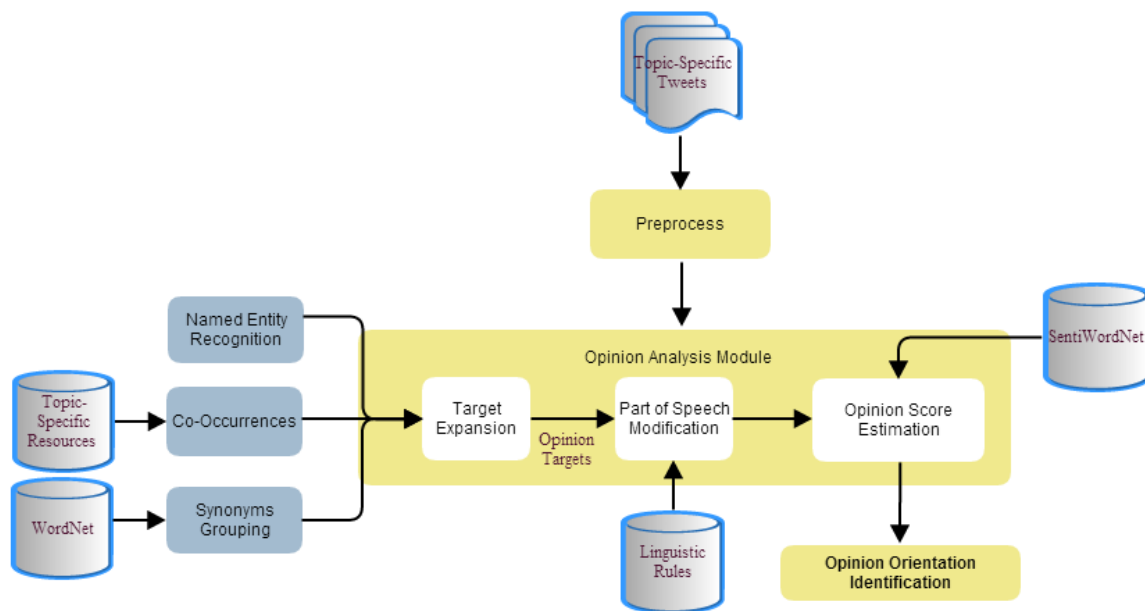 Topic-Specific
Tweets
Preprocess
Named Entity
Recognition
SentiWordNet
Opinion Analysis Module
Topic-
Specific
Resources
Co-Occurrences
Target
Expansion
Opinion
Targets
Part of Speech
Modification
Opinion Score
Estimation
WordNet
Synonyms
Grouping
Linguistic
Rules
Opinion Orientation
Identification